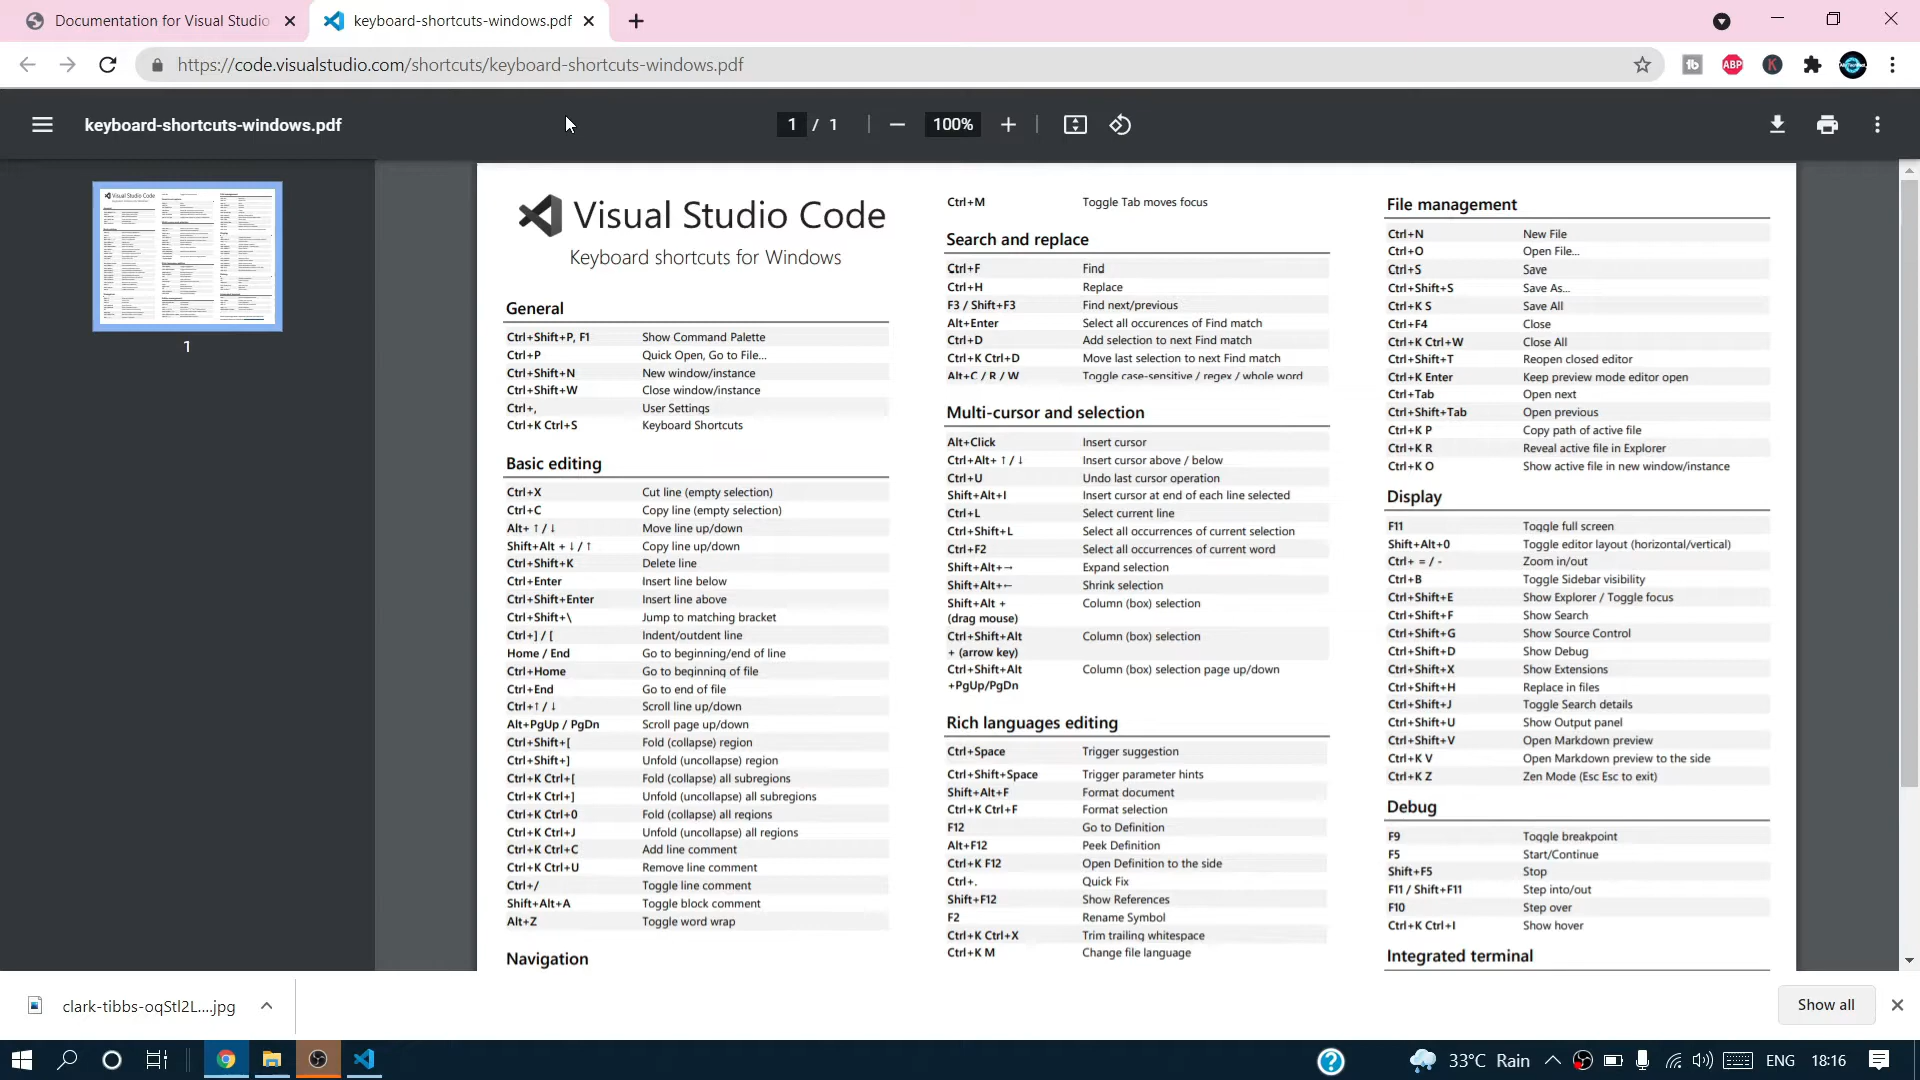 Documentation for Visual Studio
keyboard-shortcuts-windows.pdf
https://code.visualstudio.com/shortcuts/keyboard-shortcuts-windows.pdf
ABP
K
keyboard-shortcuts-windows.pdf
1 / 1
100%
1
Visual Studio Code
Keyboard shortcuts for Windows
General
Ctrl+Shift+P, F1 Show Command Palette
Ctrl+P Quick Open, Go to File...
Ctrl+Shift+N New window/instance
Ctrl+Shift+W Close window/instance
Ctrl+, User Settings
Ctrl+K Ctrl+S Keyboard Shortcuts
Basic editing
Ctrl+X Cut line (empty selection)
Ctrl+C Copy line (empty selection)
Alt+ ↑ / ↓ Move line up/down
Shift+Alt + ↓ / ↑ Copy line up/down
Ctrl+Shift+K Delete line
Ctrl+Enter Insert line below
Ctrl+Shift+Enter Insert line above
Ctrl+Shift+\ Jump to matching bracket
Ctrl+] / [ Indent/outdent line
Home / End Go to beginning/end of line
Ctrl+Home Go to beginning of file
Ctrl+End Go to end of file
Ctrl+↑ / ↓ Scroll line up/down
Alt+PgUp / PgDn Scroll page up/down
Ctrl+Shift+[ Fold (collapse) region
Ctrl+Shift+] Unfold (uncollapse) region
Ctrl+K Ctrl+[ Fold (collapse) all subregions
Ctrl+K Ctrl+] Unfold (uncollapse) all subregions
Ctrl+K Ctrl+0 Fold (collapse) all regions
Ctrl+K Ctrl+J Unfold (uncollapse) all regions
Ctrl+K Ctrl+C Add line comment
Ctrl+K Ctrl+U Remove line comment
Ctrl+/ Toggle line comment
Shift+Alt+A Toggle block comment
Alt+Z Toggle word wrap
Navigation
Ctrl+M Toggle Tab moves focus
Search and replace
Ctrl+F Find
Ctrl+H Replace
F3 / Shift+F3 Find next/previous
Alt+Enter Select all occurences of Find match
Ctrl+D Add selection to next Find match
Ctrl+K Ctrl+D Move last selection to next Find match
Alt+C / R / W Toggle case-sensitive / regex / whole word
Multi-cursor and selection
Alt+Click Insert cursor
Ctrl+Alt+ ↑ / ↓ Insert cursor above / below
Ctrl+U Undo last cursor operation
Shift+Alt+I Insert cursor at end of each line selected
Ctrl+L Select current line
Ctrl+Shift+L Select all occurrences of current selection
Ctrl+F2 Select all occurrences of current word
Shift+Alt+→ Expand selection
Shift+Alt+← Shrink selection
Shift+Alt + Column (box) selection
(drag mouse)
Ctrl+Shift+Alt Column (box) selection
+ (arrow key)
Ctrl+Shift+Alt Column (box) selection page up/down
+PgUp/PgDn
Rich languages editing
Ctrl+Space Trigger suggestion
Ctrl+Shift+Space Trigger parameter hints
Shift+Alt+F Format document
Ctrl+K Ctrl+F Format selection
F12 Go to Definition
Alt+F12 Peek Definition
Ctrl+K F12 Open Definition to the side
Ctrl+. Quick Fix
Shift+F12 Show References
F2 Rename Symbol
Ctrl+K Ctrl+X Trim trailing whitespace
Ctrl+K M Change file language
File management
Ctrl+N New File
Ctrl+O Open File...
Ctrl+S Save
Ctrl+Shift+S Save As...
Ctrl+K S Save All
Ctrl+F4 Close
Ctrl+K Ctrl+W Close All
Ctrl+Shift+T Reopen closed editor
Ctrl+K Enter Keep preview mode editor open
Ctrl+Tab Open next
Ctrl+Shift+Tab Open previous
Ctrl+K P Copy path of active file
Ctrl+K R Reveal active file in Explorer
Ctrl+K O Show active file in new window/instance
Display
F11 Toggle full screen
Shift+Alt+0 Toggle editor layout (horizontal/vertical)
Ctrl+ = / - Zoom in/out
Ctrl+B Toggle Sidebar visibility
Ctrl+Shift+E Show Explorer / Toggle focus
Ctrl+Shift+F Show Search
Ctrl+Shift+G Show Source Control
Ctrl+Shift+D Show Debug
Ctrl+Shift+X Show Extensions
Ctrl+Shift+H Replace in files
Ctrl+Shift+J Toggle Search details
Ctrl+Shift+U Show Output panel
Ctrl+Shift+V Open Markdown preview
Ctrl+K V Open Markdown preview to the side
Ctrl+K Z Zen Mode (Esc Esc to exit)
Debug
F9 Toggle breakpoint
F5 Start/Continue
Shift+F5 Stop
F11 / Shift+F11 Step into/out
F10 Step over
Ctrl+K Ctrl+I Show hover
Integrated terminal
clark-tibbs-oqStl2L....jpg
Show all
33°C Rain
ENG
18:16